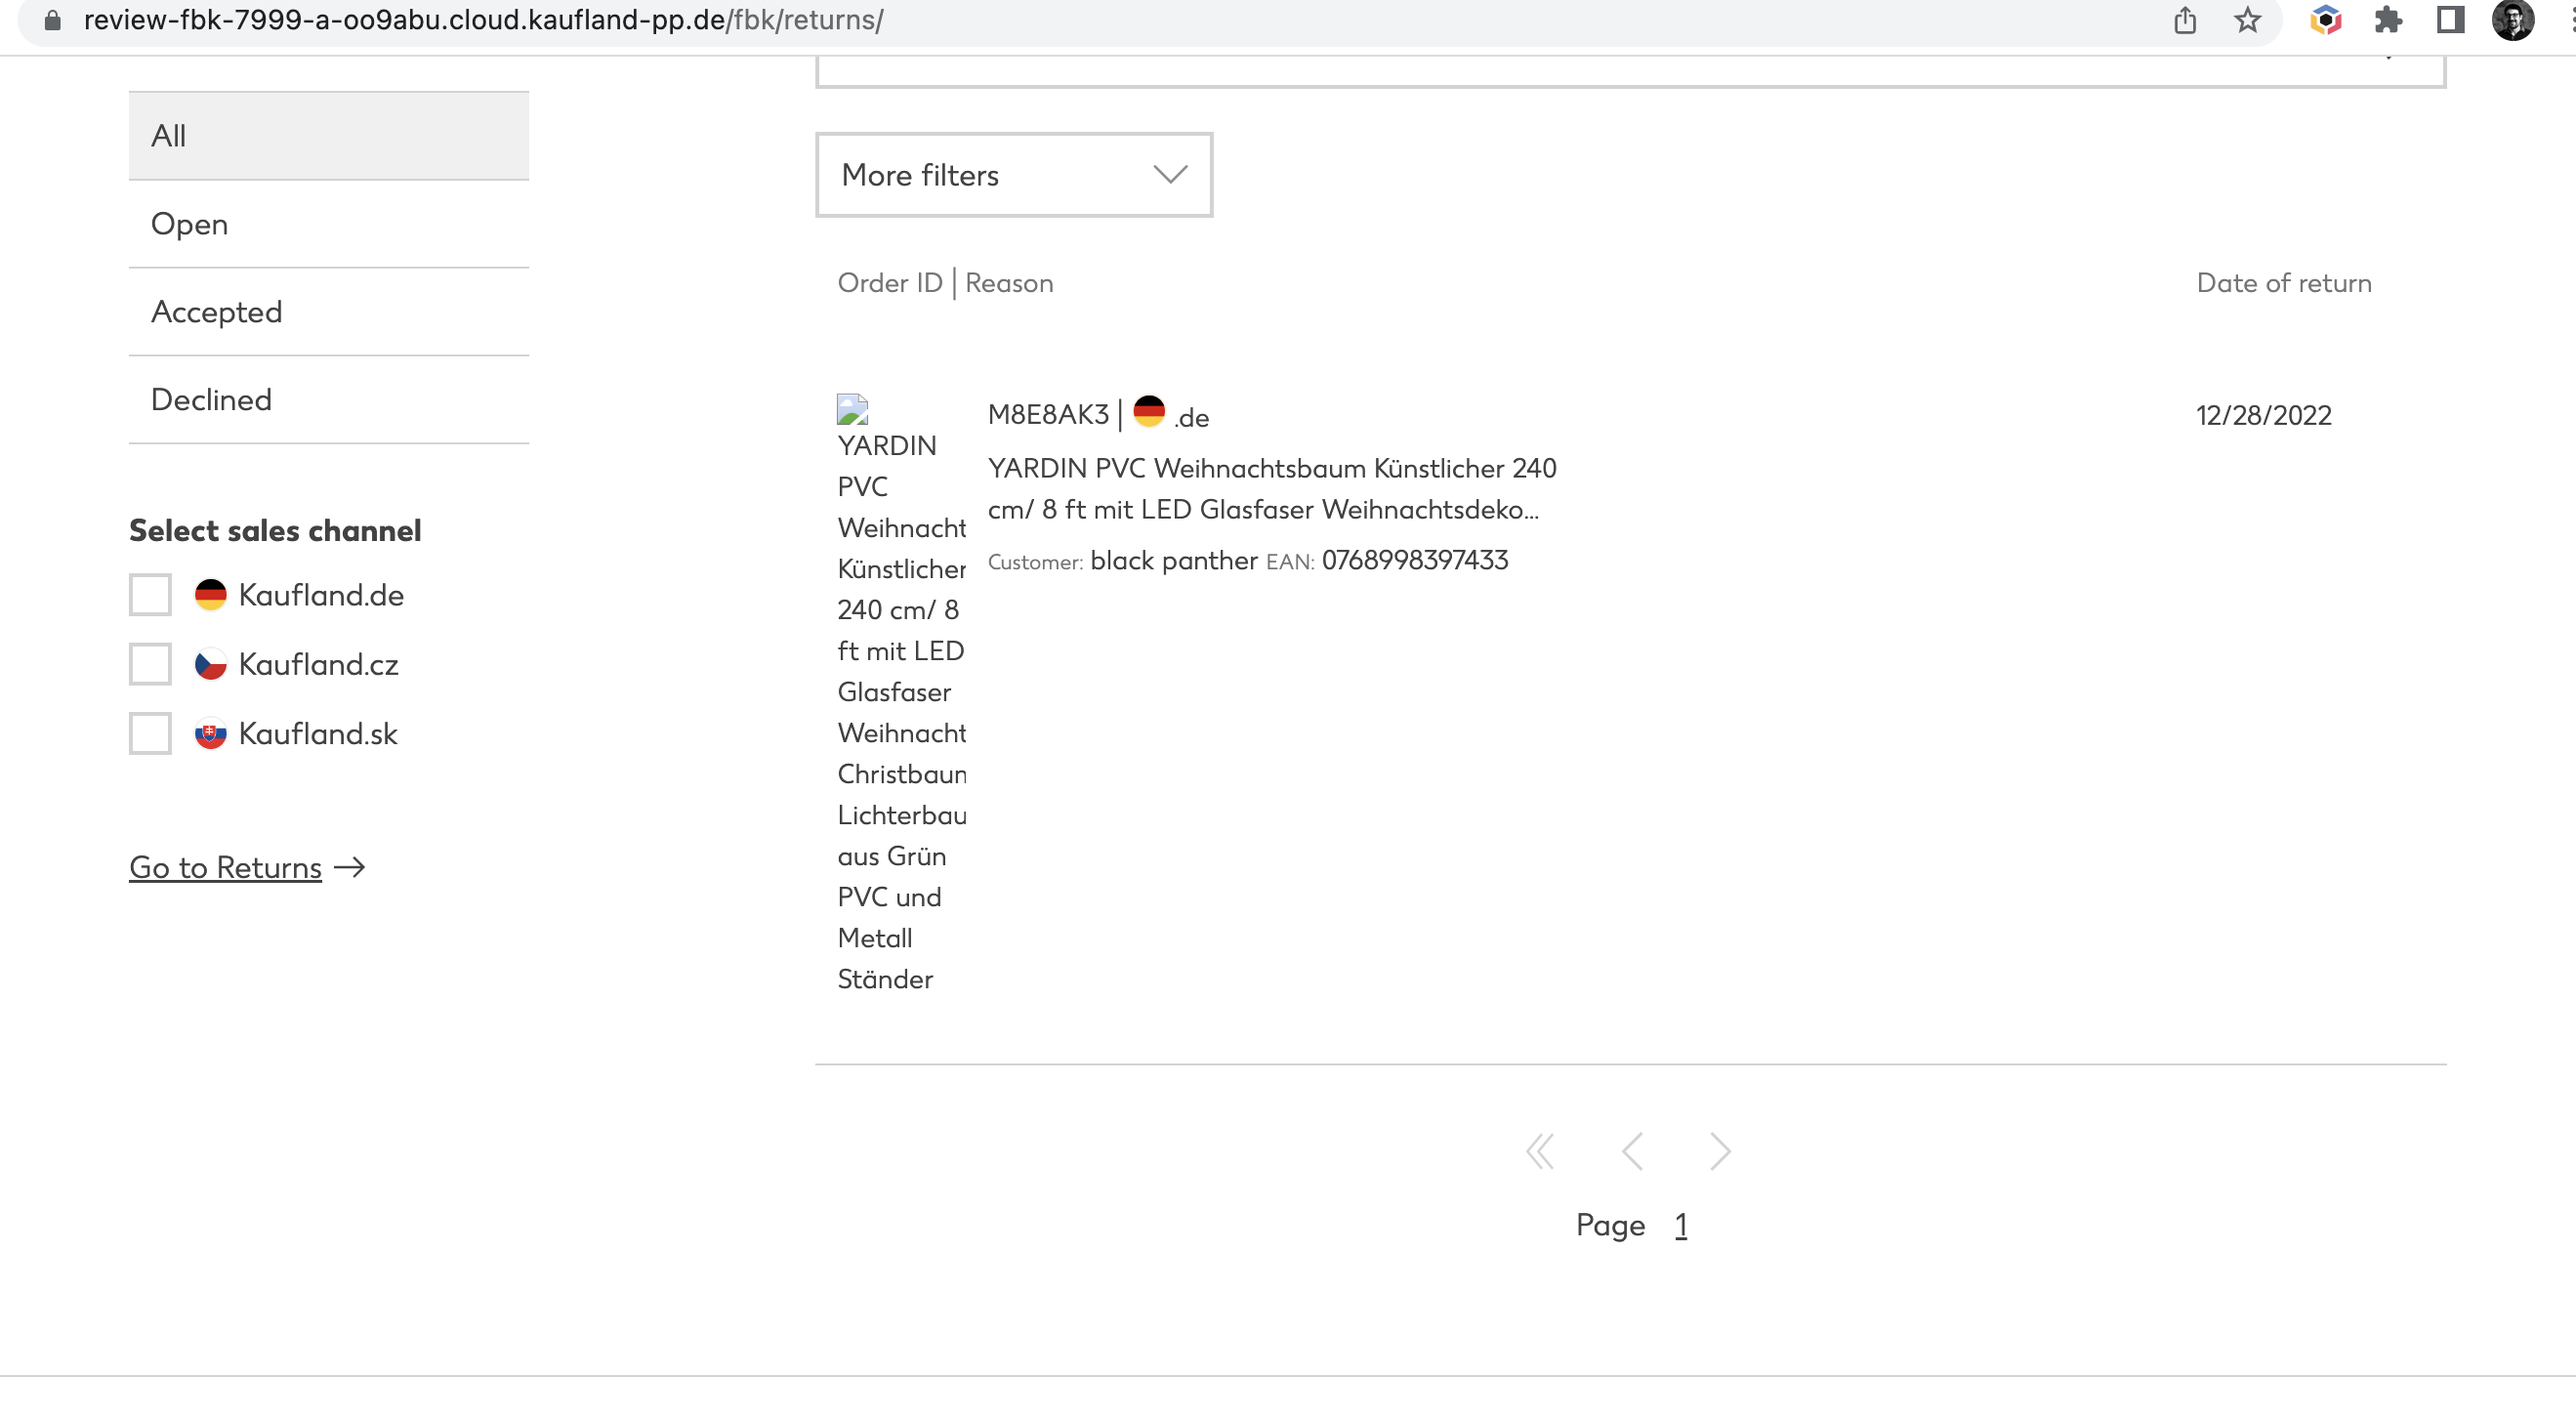 review-fbk-7999-a-oo9abu.cloud.kaufland-pp.de/fbk/returns/
All
Open
Accepted
Declined
Select sales channel
Kaufland.de
Kaufland.cz
Kaufland.sk
Go to Returns →
More filters
Order ID | Reason
Date of return
YARDIN
PVC
Weihnacht
Künstlicher
240 cm/ 8
ft mit LED
Glasfaser
Weihnacht
Christbaum
Lichterbau
aus Grün
PVC und
Metall
Ständer
M8E8AK3 | .de
YARDIN PVC Weihnachtsbaum Künstlicher 240
cm/ 8 ft mit LED Glasfaser Weihnachtsdeko...
Customer: black panther EAN: 0768998397433
12/28/2022
Page 1